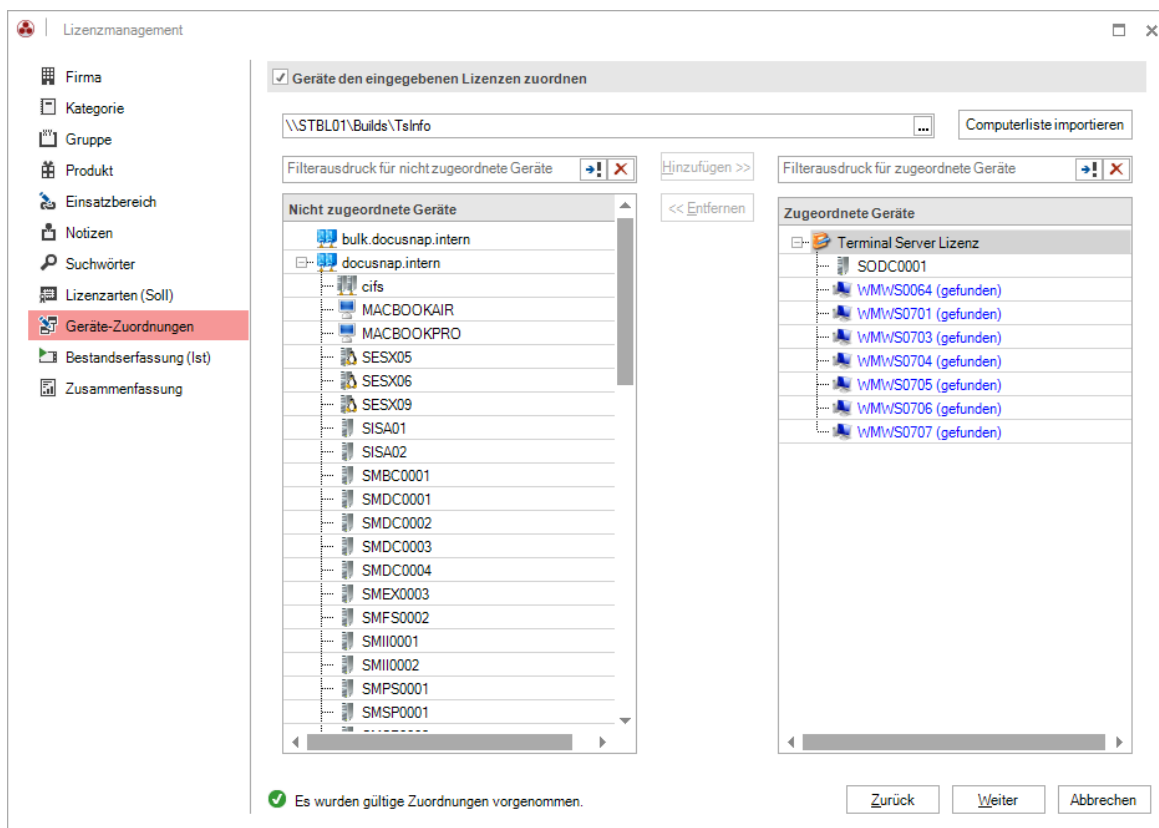 Lizenzmanagement
Firma
Kategorie
Gruppe
Produkt
Einsatzbereich
Notizen
Suchwörter
Lizenzarten (Soll)
Geräte-Zuordnungen
Bestandserfassung (Ist)
Zusammenfassung
Geräte den eingegebenen Lizenzen zuordnen
\\STBL01\Builds\TsInfo
...
Computerliste importieren
Filterausdruck für nicht zugeordnete Geräte
Hinzufügen >>
Filterausdruck für zugeordnete Geräte
<< Entfernen
Nicht zugeordnete Geräte
bulk.docusnap.intern
docusnap.intern
cifs
MACBOOKAIR
MACBOOKPRO
SESX05
SESX06
SESX09
SISA01
SISA02
SMBC0001
SMDC0001
SMDC0002
SMDC0003
SMDC0004
SMEX0003
SMFS0002
SMII0001
SMII0002
SMPS0001
SMSP0001
Zugeordnete Geräte
Terminal Server Lizenz
SODC0001
WMWS0064 (gefunden)
WMWS0701 (gefunden)
WMWS0703 (gefunden)
WMWS0704 (gefunden)
WMWS0705 (gefunden)
WMWS0706 (gefunden)
WMWS0707 (gefunden)
Es wurden gültige Zuordnungen vorgenommen.
Zurück
Weiter
Abbrechen